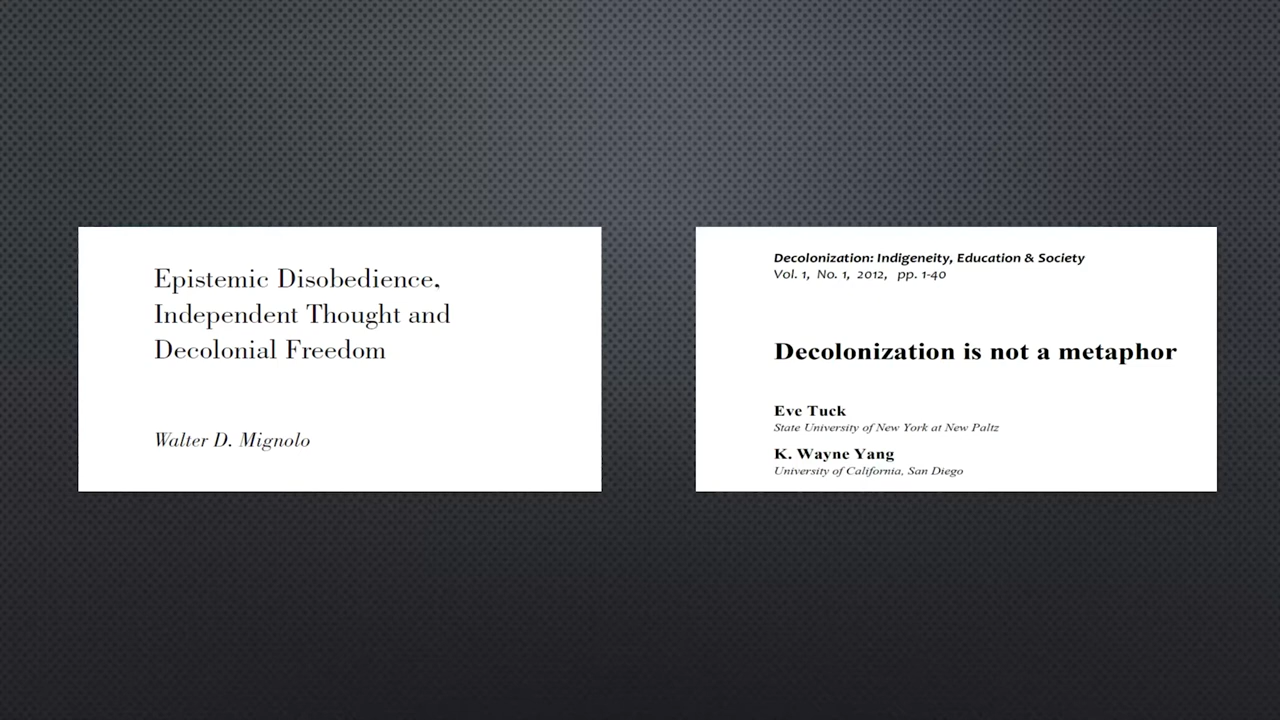 Epistemic Disobedience,
Independent Thought and
Decolonial Freedom
Walter D. Mignolo
Decolonization: Indigeneity, Education & Society
Vol. 1, No. 1, 2012, pp. 1-40
Decolonization is not a metaphor
Eve Tuck
State University of New York at New Paltz
K. Wayne Yang
University of California, San Diego